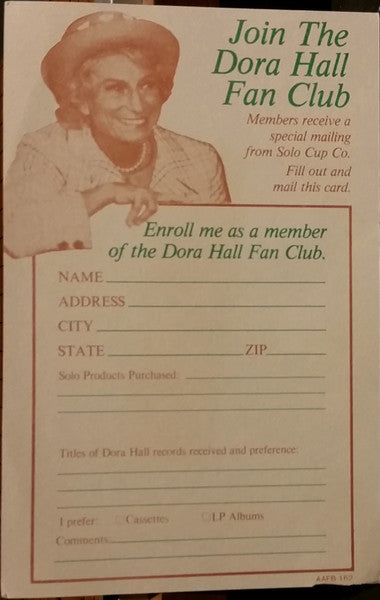 Join The
Dora Hall
Fan Club
Members receive a
special mailing
from Solo Cup Co.
Fill out and
mail this card.
Enroll me as a member
of the Dora Hall Fan Club.
NAME
ADDRESS
CITY
STATE ZIP
Solo Products Purchased:
Titles of Dora Hall records received and preference:
I prefer: Cassettes LP Albums
Comments
AAFB 162